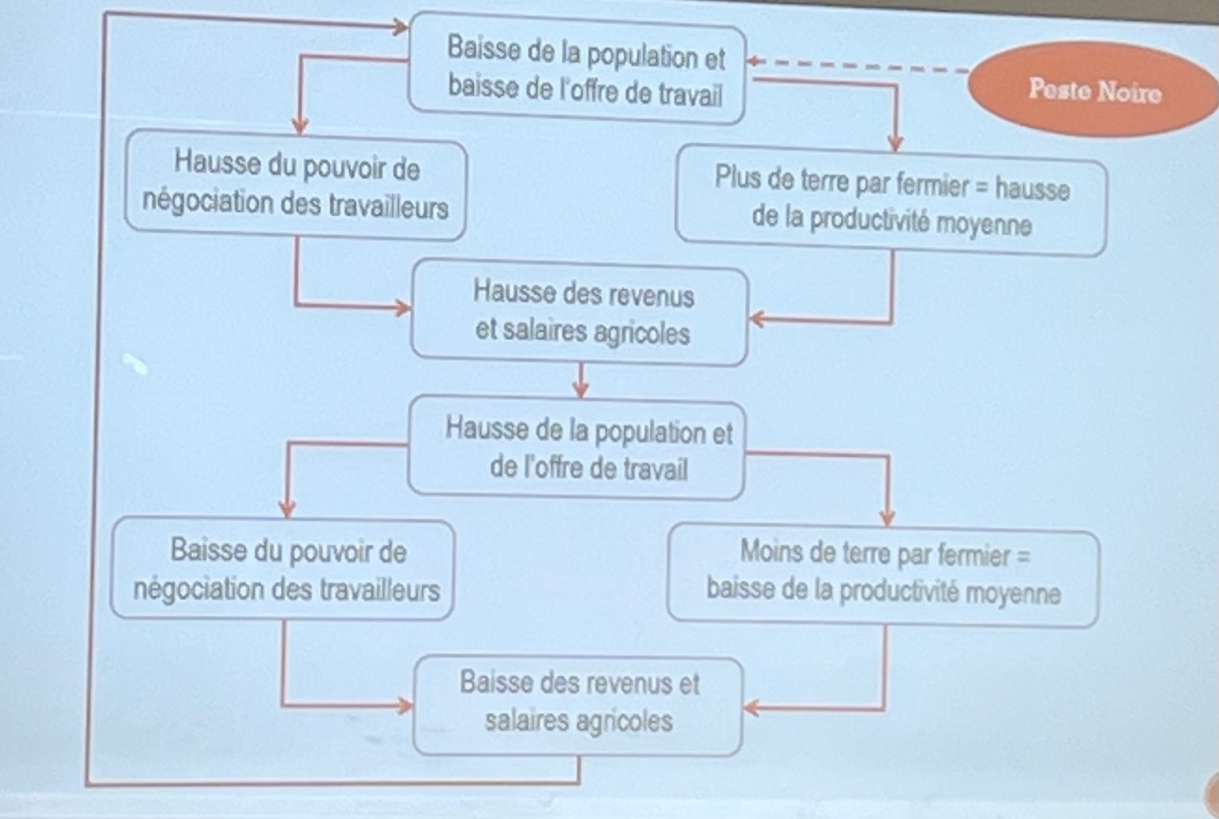 Baisse de la population et
baisse de l'offre de travail
Peste Noire
Hausse du pouvoir de
négociation des travailleurs
Plus de terre par fermier = hausse
de la productivité moyenne
Hausse des revenus
et salaires agricoles
Hausse de la population et
de l'offre de travail
Baisse du pouvoir de
négociation des travailleurs
Moins de terre par fermier =
baisse de la productivité moyenne
Baisse des revenus et
salaires agricoles